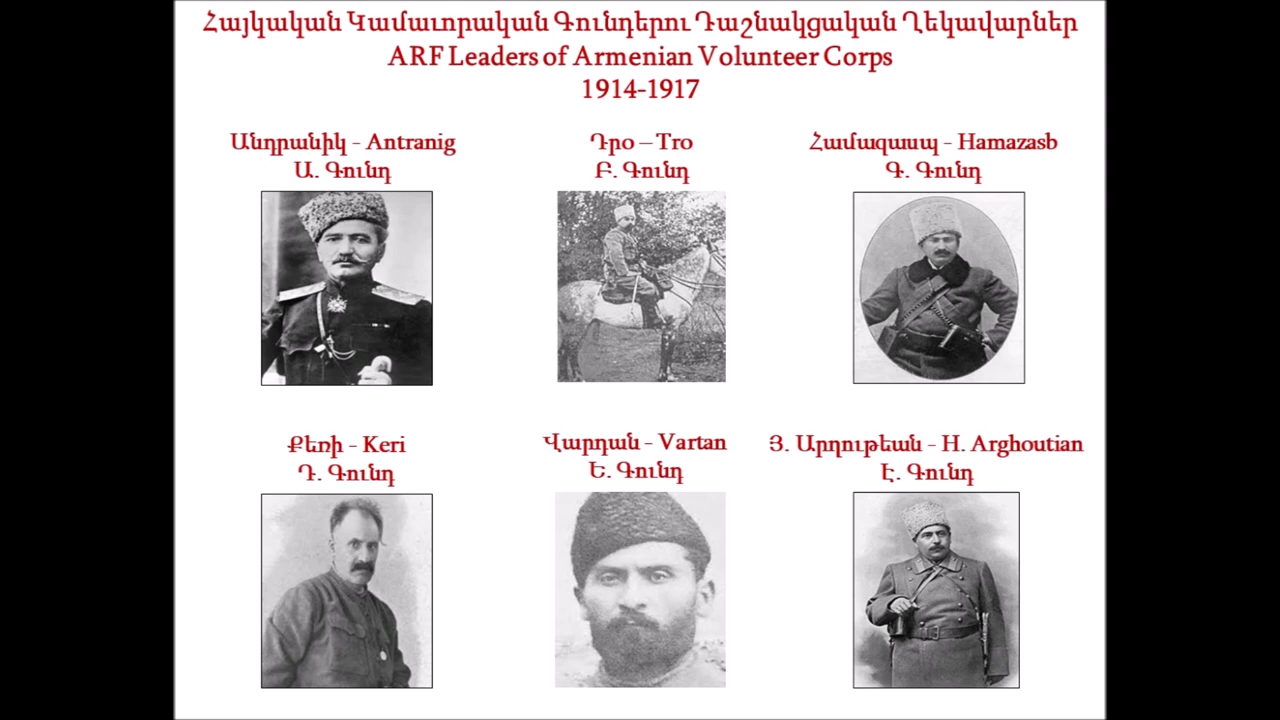 Հայկական Կամաւորական Գունդերու Դաշնակցական Ղեկավարներ
ARF Leaders of Armenian Volunteer Corps
1914-1917
Անդրանիկ - Antranig
Ա. Գունդ
Դրօ – Tro
Բ. Գունդ
Համազասպ - Hamazasb
Գ. Գունդ
Քեռի - Keri
Դ. Գունդ
Վարդան - Vartan
Ե. Գունդ
Յ. Արղութեան - H. Arghoutian
Է. Գունդ